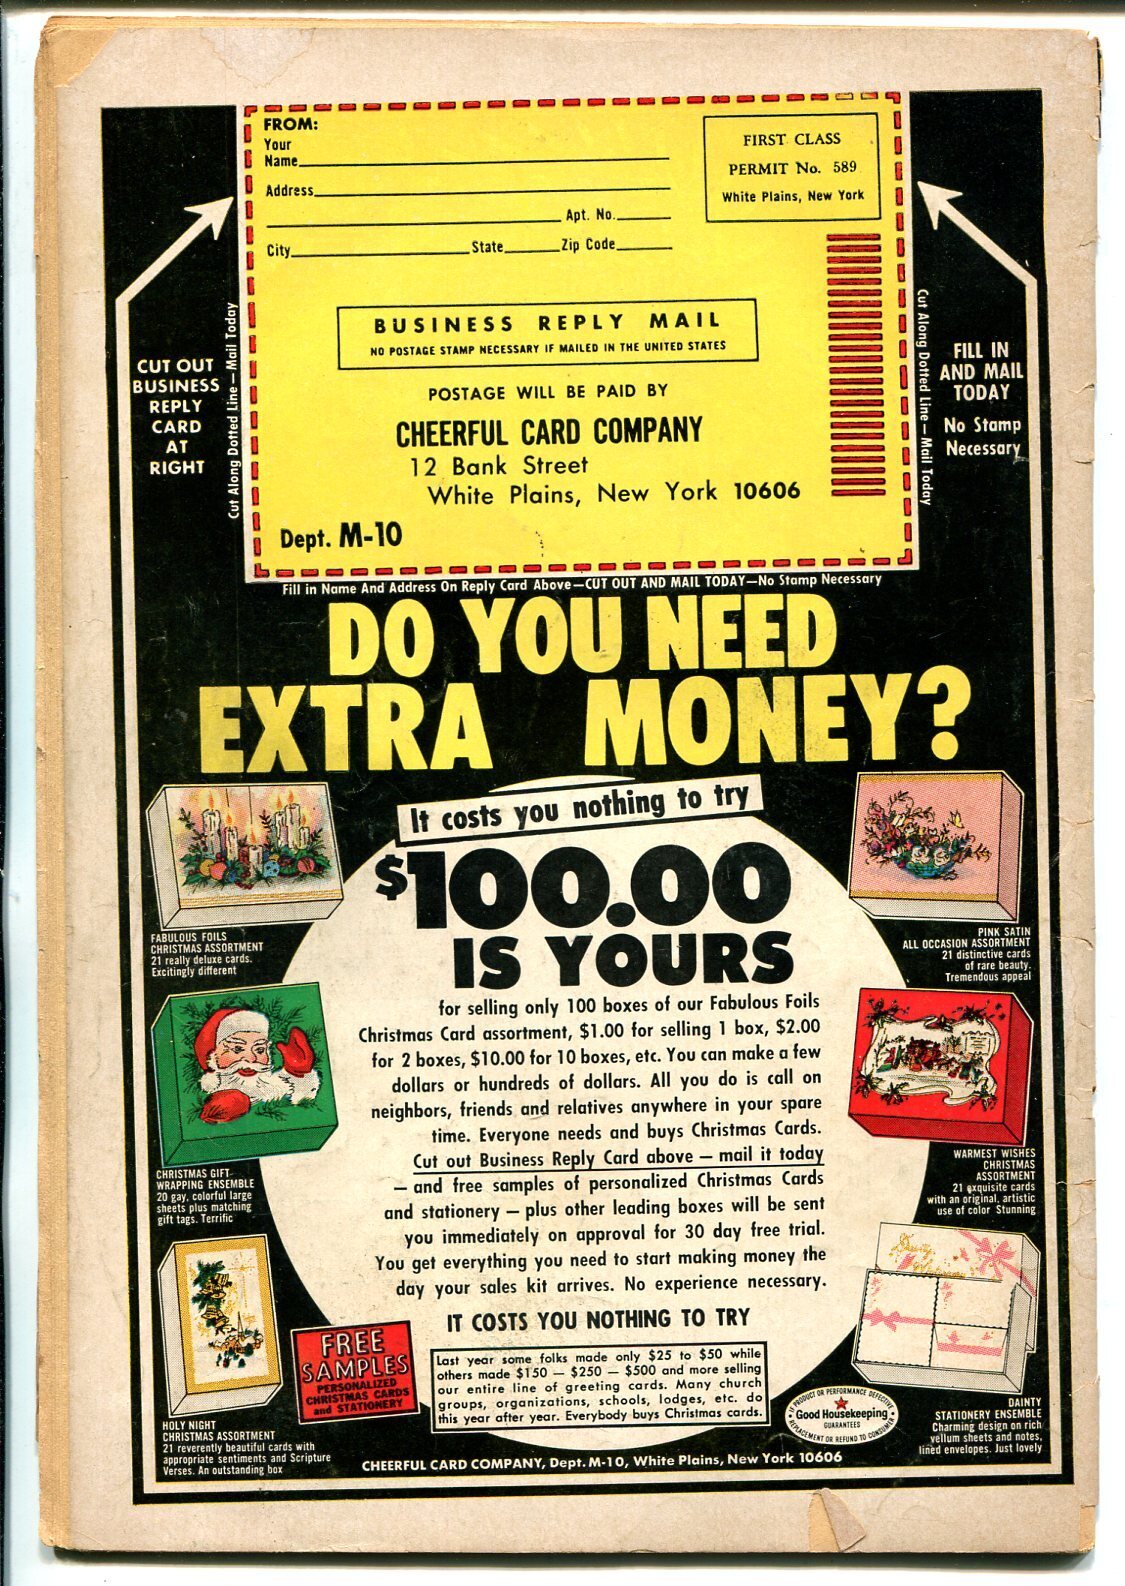 FROM:
Your
Name
Address
Apt. No.
City State Zip Code
FIRST CLASS
PERMIT No. 589
White Plains, New York
BUSINESS REPLY MAIL
NO POSTAGE STAMP NECESSARY IF MAILED IN THE UNITED STATES
POSTAGE WILL BE PAID BY
CHEERFUL CARD COMPANY
12 Bank Street
White Plains, New York 10606
Dept. M-10
CUT OUT
BUSINESS
REPLY
CARD
AT
RIGHT
Cut Along Dotted Line—Mail Today
Cut Along Dotted Line—Mail Today
FILL IN
AND MAIL
TODAY
No Stamp
Necessary
Fill in Name And Address On Reply Card Above—CUT OUT AND MAIL TODAY—No Stamp Necessary
DO YOU NEED
EXTRA MONEY?
It costs you nothing to try
$100.00
IS YOURS
for selling only 100 boxes of our Fabulous Foils
Christmas Card assortment, $1.00 for selling 1 box, $2.00
for 2 boxes, $10.00 for 10 boxes, etc. You can make a few
dollars or hundreds of dollars. All you do is call on
neighbors, friends and relatives anywhere in your spare
time. Everyone needs and buys Christmas Cards.
Cut out Business Reply Card above — mail it today
— and free samples of personalized Christmas Cards
and stationery — plus other leading boxes will be sent
you immediately on approval for 30 day free trial.
You get everything you need to start making money the
day your sales kit arrives. No experience necessary.
IT COSTS YOU NOTHING TO TRY
FABULOUS FOILS
CHRISTMAS ASSORTMENT
21 really deluxe cards.
Excitingly different
CHRISTMAS GIFT
WRAPPING ENSEMBLE
20 gay, colorful large
sheets plus matching
gift tags. Terrific
HOLY NIGHT
CHRISTMAS ASSORTMENT
21 reverently beautiful cards with
appropriate sentiments and Scripture
Verses. An outstanding box
PINK SATIN
ALL OCCASION ASSORTMENT
21 distinctive cards
of rare beauty.
Tremendous appeal
WARMEST WISHES
CHRISTMAS
ASSORTMENT
21 exquisite cards
with an original, artistic
use of color Stunning
DAINTY
STATIONERY ENSEMBLE
Charming design on rich
vellum sheets and notes,
lined envelopes. Just lovely
FREE
SAMPLES
PERSONALIZED
CHRISTMAS CARDS
and STATIONERY
Last year some folks made only $25 to $50 while
others made $150 — $250 — $500 and more selling
our entire line of greeting cards. Many church
groups, organizations, schools, lodges, etc. do
this year after year. Everybody buys Christmas cards.
IF PRODUCT OR PERFORMANCE DEFECTIVE
Good Housekeeping
GUARANTEES
REPLACEMENT OR REFUND TO CONSUMER
CHEERFUL CARD COMPANY, Dept. M-10, White Plains, New York 10606